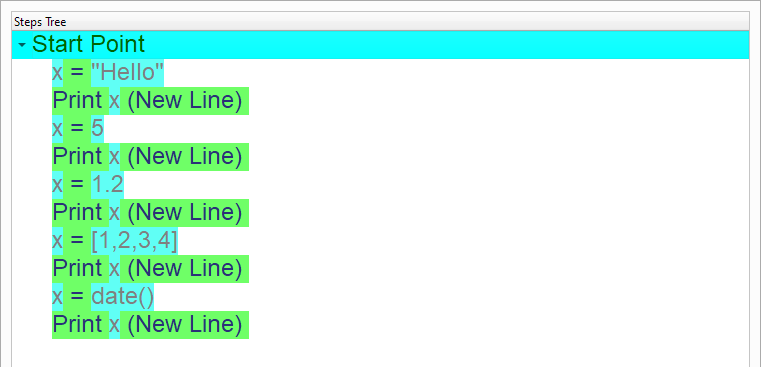 Steps Tree
Start Point
x = "Hello"
Print x (New Line)
x = 5
Print x (New Line)
x = 1.2
Print x (New Line)
x = [1,2,3,4]
Print x (New Line)
x = date()
Print x (New Line)